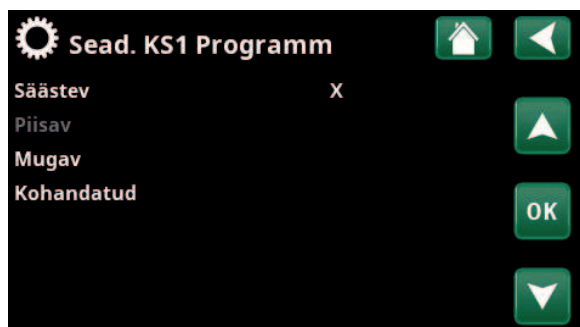 Sead. KS1 Programm
Säästev X
Piisav
Mugav
Kohandatud
OK